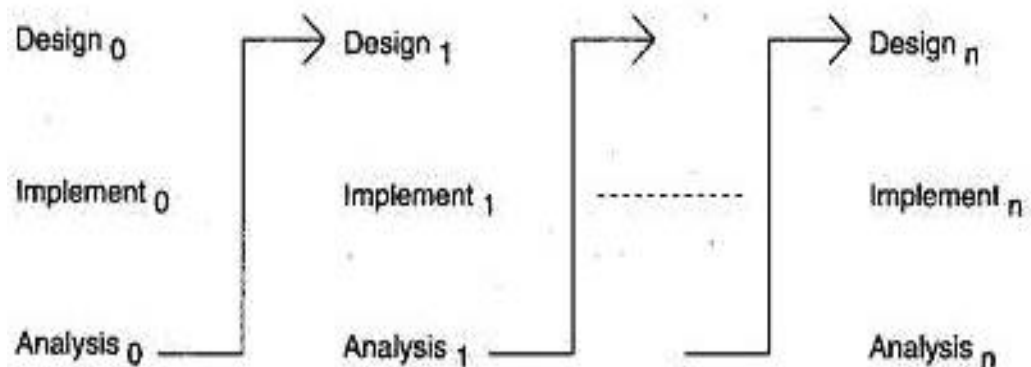 Design 0 Design 1 Design n
Implement 0 Implement 1 Implement n
Analysis 0 Analysis 1 Analysis n